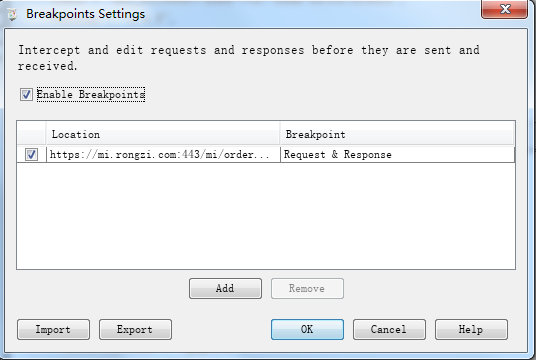 Breakpoints Settings
Intercept and edit requests and responses before they are sent and
received.
Enable Breakpoints
Location Breakpoint
https://mi.rongzi.com:443/mi/order... Request & Response
Add Remove
Import Export OK Cancel Help